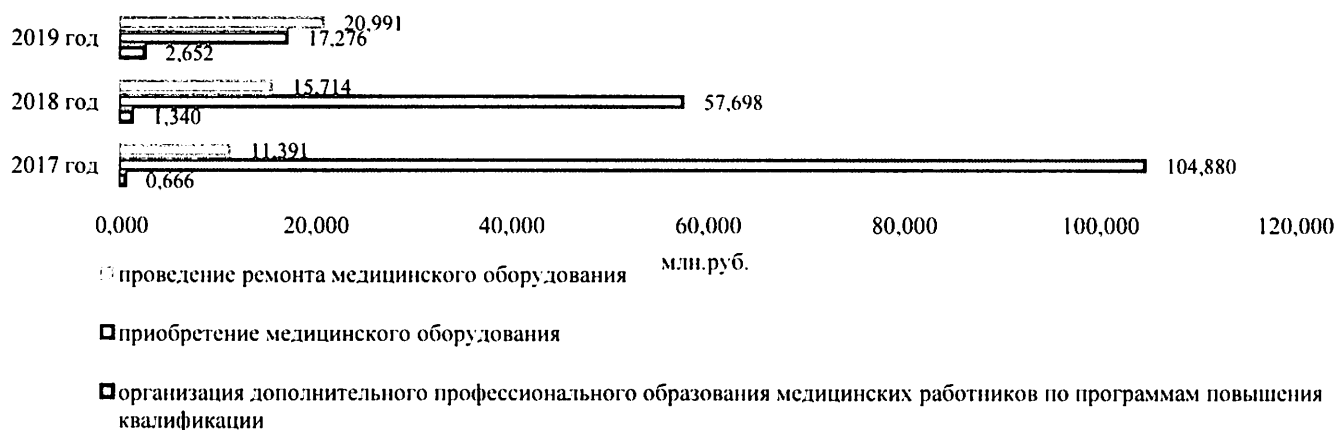 20,991
2019 год
17,276
2,652
15,714
2018 год
57,698
1,340
11,391
2017 год
104,880
0,666
0,000 20,000 40,000 60,000 80,000 100,000 120,000
млн.руб.
проведение ремонта медицинского оборудования
приобретение медицинского оборудования
организация дополнительного профессионального образования медицинских работников по программам повышения
квалификации